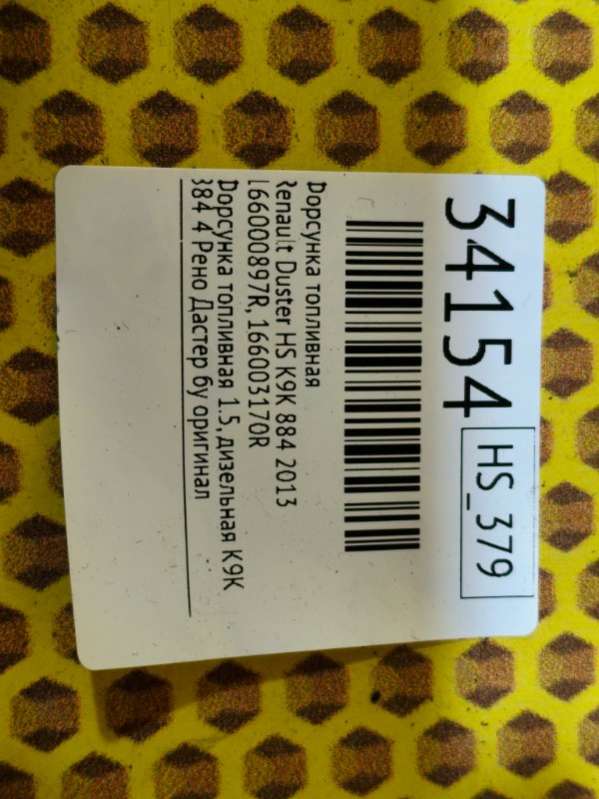 34154
HS_379
Форсунка топливная
Renault Duster HS K9K 884 2013
166000897R, 166003170R
Форсунка топливная 1.5, дизельная K9K
884 4 Рено Дастер бу оригинал